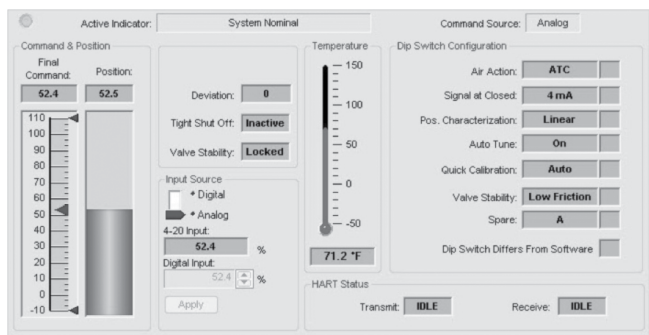 Active Indicator: System Nominal Command Source: Analog
Command & Position
Final Command: Position:
52.4 52.5
110
100
90
80
70
60
50
40
30
20
10
0
-10
Deviation: 0
Tight Shut Off: Inactive
Valve Stability: Locked
Input Source
Digital
Analog
4-20 Input:
52.4 %
Digital Input:
52.4 %
Apply
Temperature
150
100
50
0
-50
71.2 °F
Dip Switch Configuration
Air Action: ATC
Signal at Closed: 4 mA
Pos. Characterization: Linear
Auto Tune: On
Quick Calibration: Auto
Valve Stability: Low Friction
Spare: A
Dip Switch Differs From Software
HART Status
Transmit: IDLE Receive: IDLE